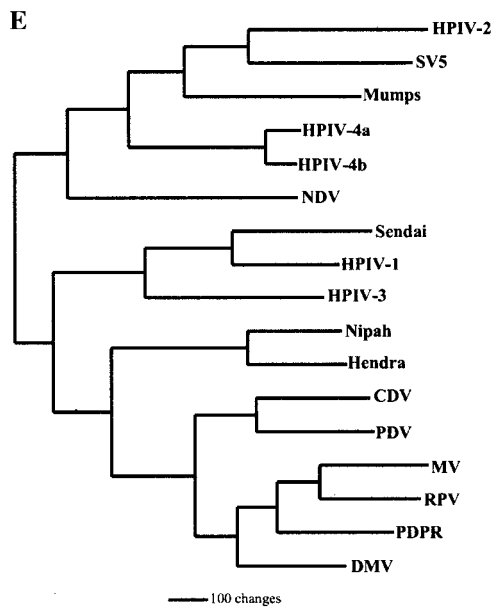 E
HPIV-2
SV5
Mumps
HPIV-4a
HPIV-4b
NDV
Sendai
HPIV-1
HPIV-3
Nipah
Hendra
CDV
PDV
MV
RPV
PDPR
DMV
100 changes